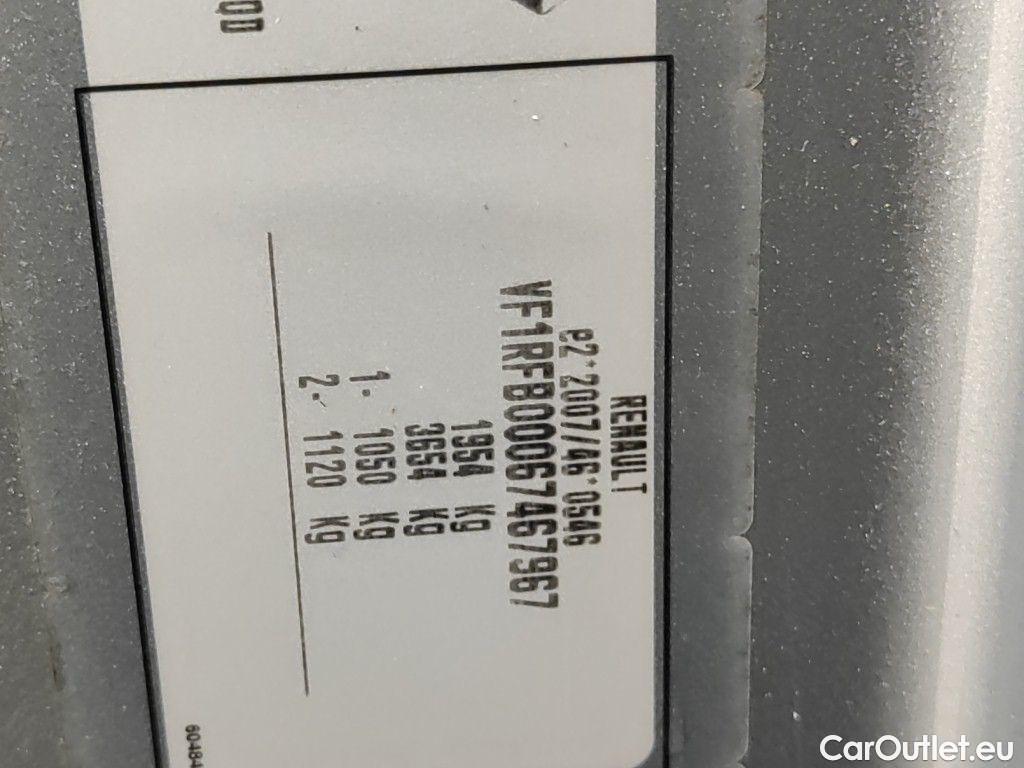 RENAULT
e2*2007/46*0546
VF1RFB00067467967
1954 Kg
3654 Kg
1- 1050 Kg
2- 1120 Kg
CarOutlet.eu